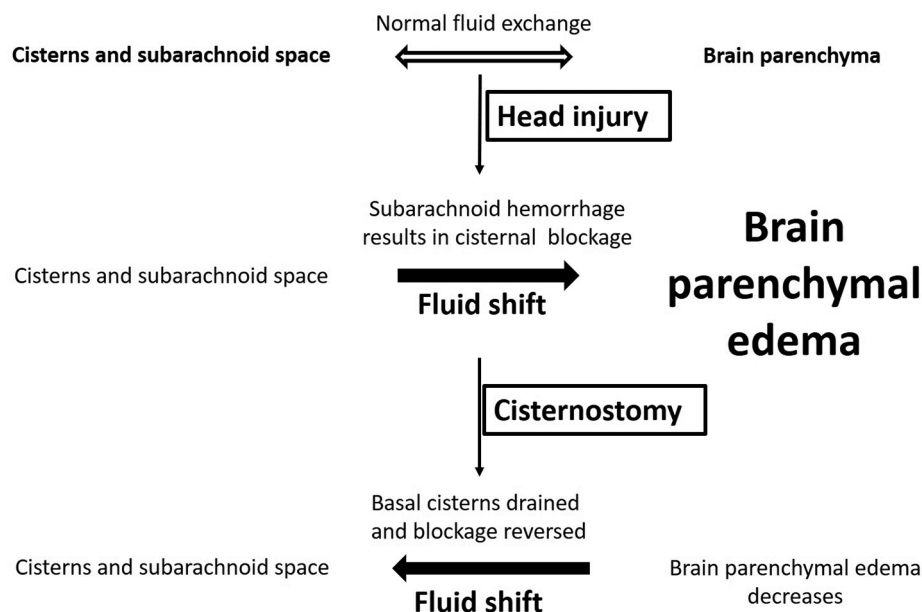 Normal fluid exchange
Cisterns and subarachnoid space
Brain parenchyma
Head injury
Subarachnoid hemorrhage
results in cisternal blockage
Cisterns and subarachnoid space
Fluid shift
Brain
parenchymal
edema
Cisternostomy
Basal cisterns drained
and blockage reversed
Cisterns and subarachnoid space
Fluid shift
Brain parenchymal edema
decreases